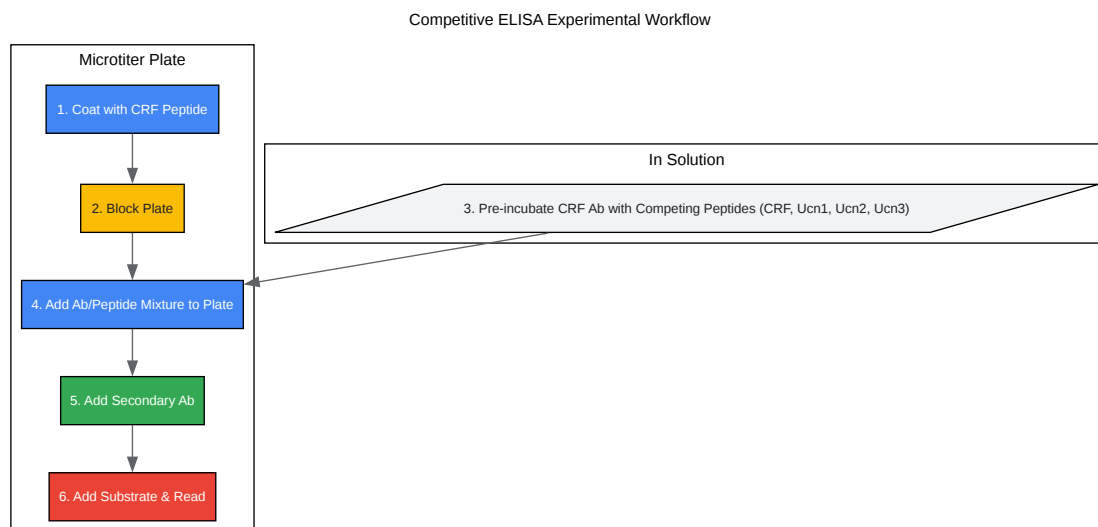 Competitive ELISA Experimental Workflow
Microtiter Plate
1. Coat with CRF Peptide
2. Block Plate
In Solution
3. Pre-incubate CRF Ab with Competing Peptides (CRF, Ucn1, Ucn2, Ucn3)
4. Add Ab/Peptide Mixture to Plate
5. Add Secondary Ab
6. Add Substrate & Read